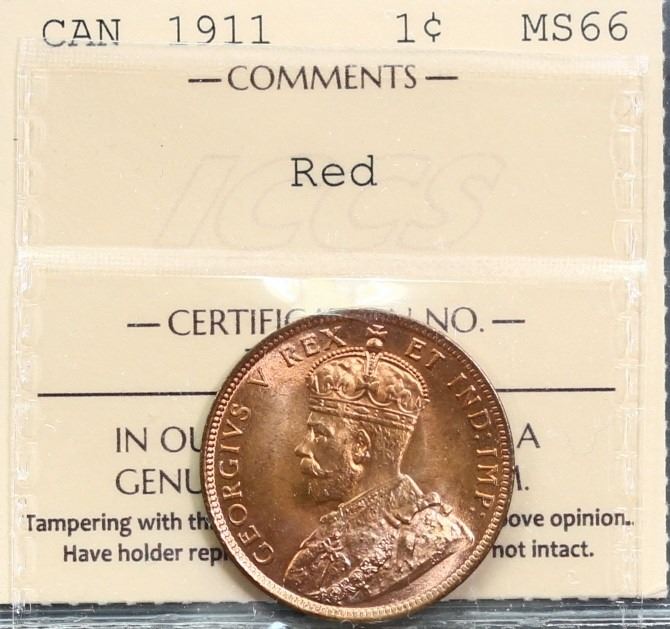 CAN 1911 1¢ MS66
— COMMENTS —
Red
ICCS
— CERTIFIC N NO. —
IN OU A
GENU M.
Tampering with th ove opinion.
Have holder rep not intact.
GEORGIVS V REX ET IND: IMP: